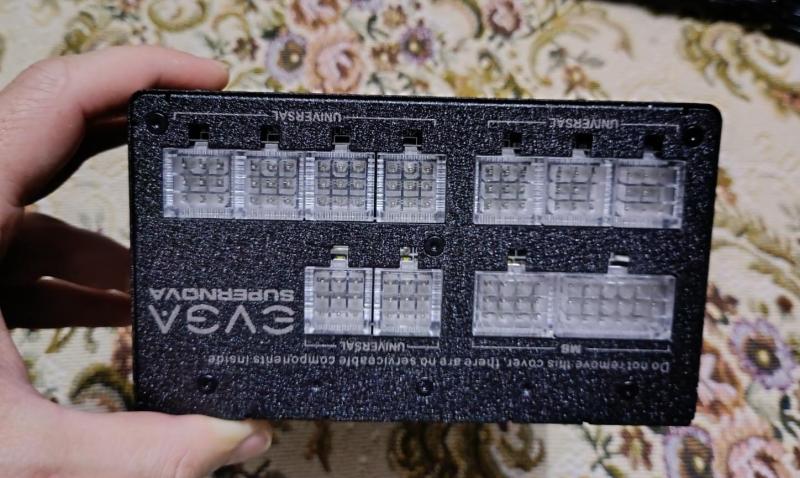 Do not remove this cover, there are no serviceable components inside
MB
UNIVERSAL
EVGA
SUPERNOVA
UNIVERSAL
UNIVERSAL